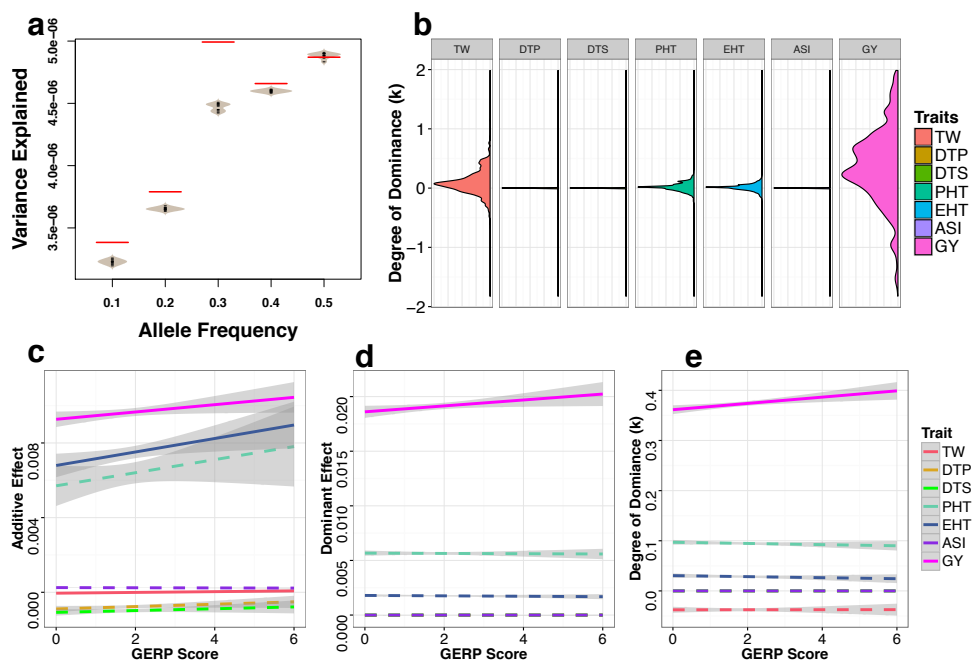 a
Variance Explained
5.0e-06
4.5e-06
4.0e-06
3.5e-06
0.1 0.2 0.3 0.4 0.5
Allele Frequency
b
TW DTP DTS PHT EHT ASI GY
Degree of Dominance (k)
2
1
0
−1
−2
Traits
TW
DTP
DTS
PHT
EHT
ASI
GY
c
Additive Effect
0.008
0.004
0.000
0 2 4 6
GERP Score
d
Dominant Effect
0.020
0.015
0.010
0.005
0.000
0 2 4 6
GERP Score
e
Degree of Domiance (k)
0.4
0.3
0.2
0.1
0.0
0 2 4 6
GERP Score
Trait
TW
DTP
DTS
PHT
EHT
ASI
GY